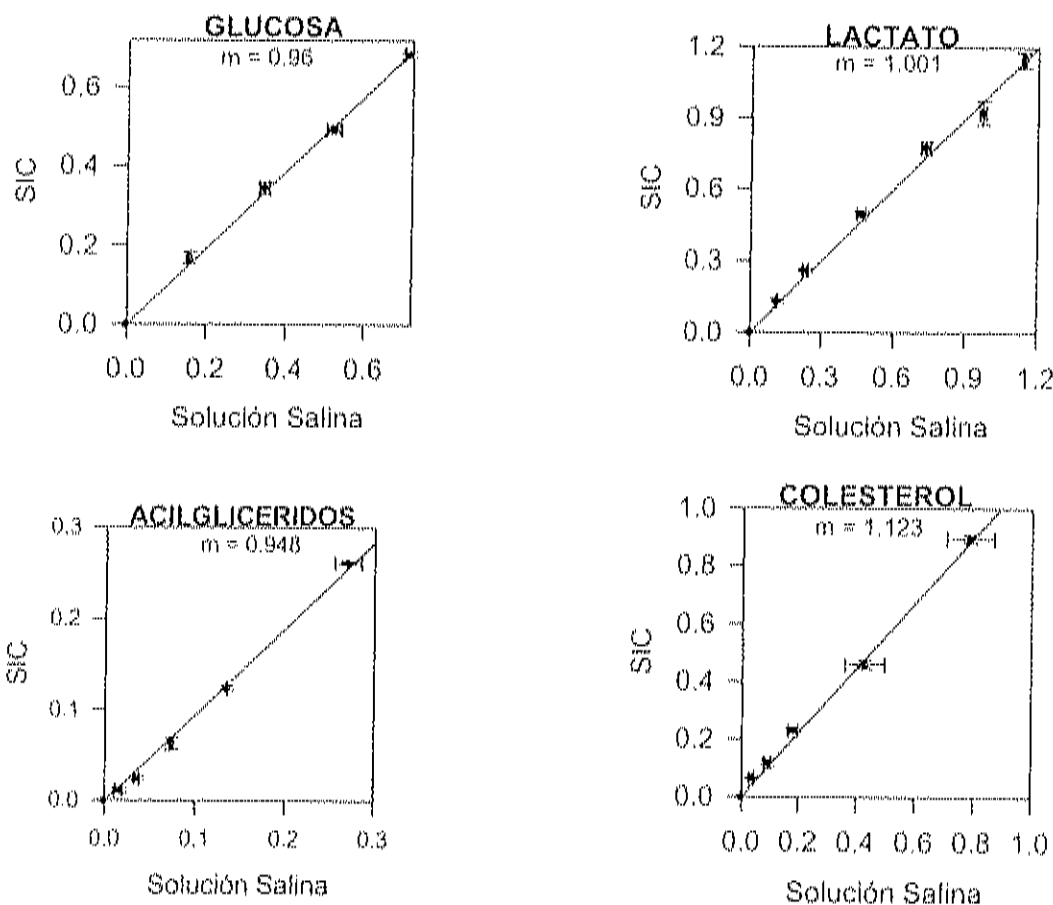 GLUCOSA
m = 0.96
SIC
0.6
0.4
0.2
0.0
0.0 0.2 0.4 0.6
Solución Salina
LACTATO
m = 1.001
SIC
1.2
0.9
0.6
0.3
0.0
0.0 0.3 0.6 0.9 1.2
Solución Salina
ACILGLICERIDOS
m = 0.948
SIC
0.3
0.2
0.1
0.0
0.0 0.1 0.2 0.3
Solución Salina
COLESTEROL
m = 1.123
SIC
1.0
0.8
0.6
0.4
0.2
0.0
0.0 0.2 0.4 0.6 0.8 1.0
Solución Salina